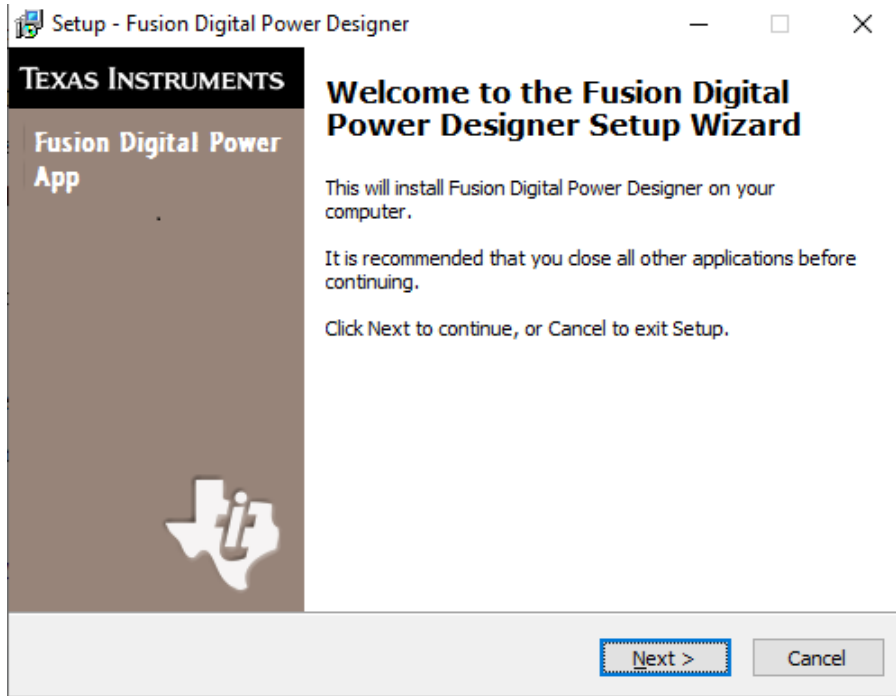 Setup - Fusion Digital Power Designer
TEXAS INSTRUMENTS
Fusion Digital Power
App
Welcome to the Fusion Digital
Power Designer Setup Wizard
This will install Fusion Digital Power Designer on your
computer.
It is recommended that you close all other applications before
continuing.
Click Next to continue, or Cancel to exit Setup.
ti
Next >
Cancel